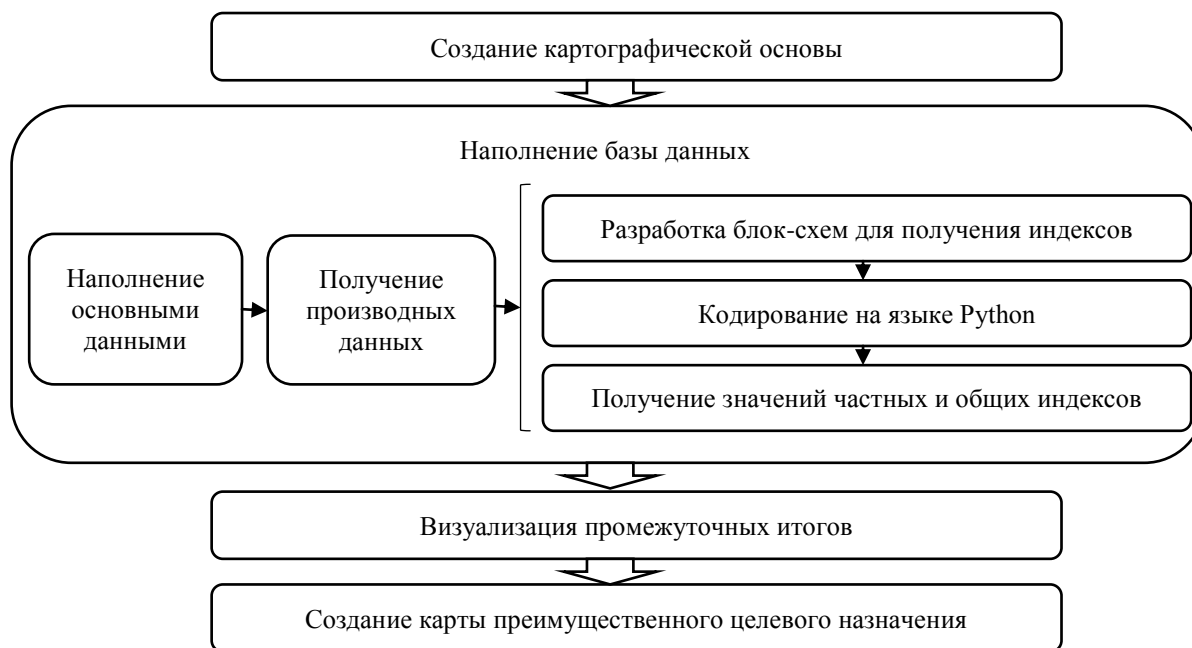 Создание картографической основы
Наполнение базы данных
Наполнение
основными
данными
Получение
производных
данных
Разработка блок-схем для получения индексов
Кодирование на языке Python
Получение значений частных и общих индексов
Визуализация промежуточных итогов
Создание карты преимущественного целевого назначения